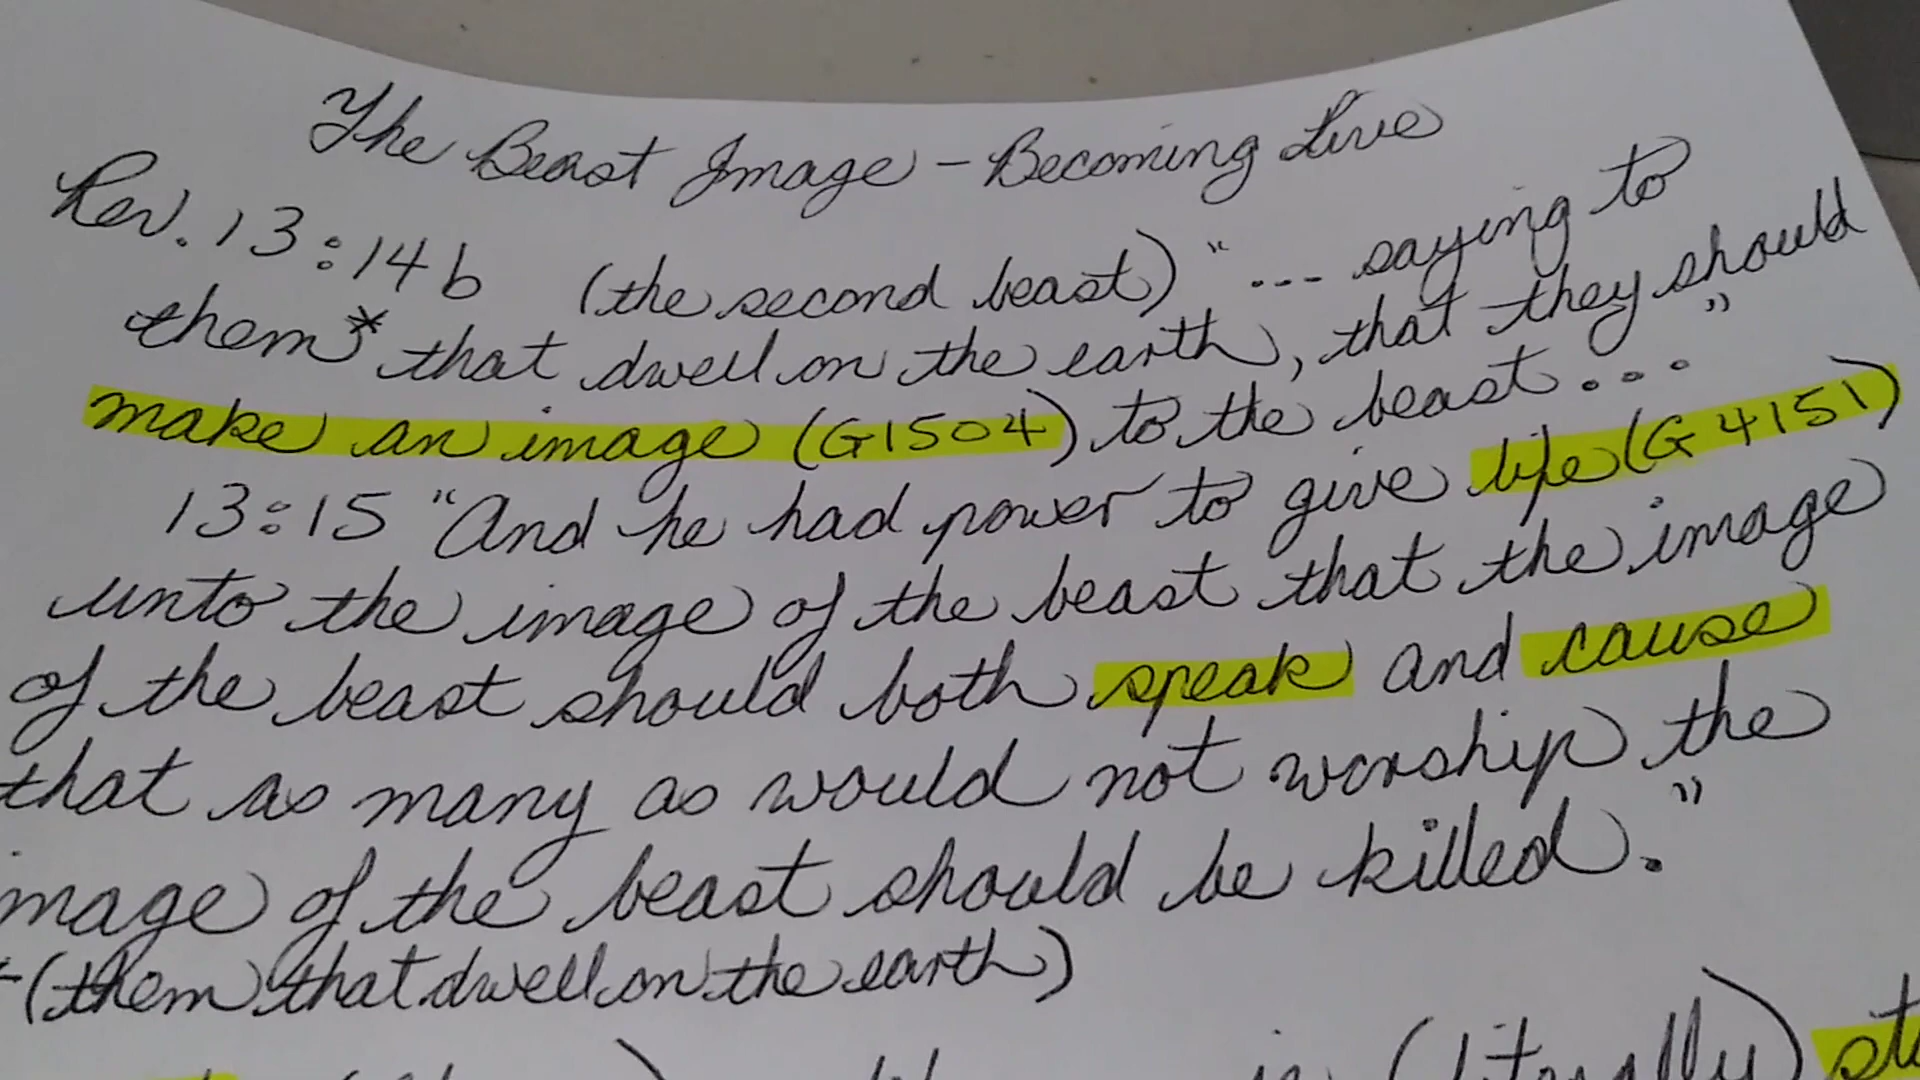 The Beast Image - Becoming Live
Rev. 13:14b (the second beast) "... saying to
them* that dwell on the earth, that they should
make an image (G1504) to the beast..."
13:15 "And he had power to give life (G4151)
unto the image of the beast that the image
of the beast should both speak and cause
that as many as would not worship the
image of the beast should be killed."
*(them that dwell on the earth)
in (literally)